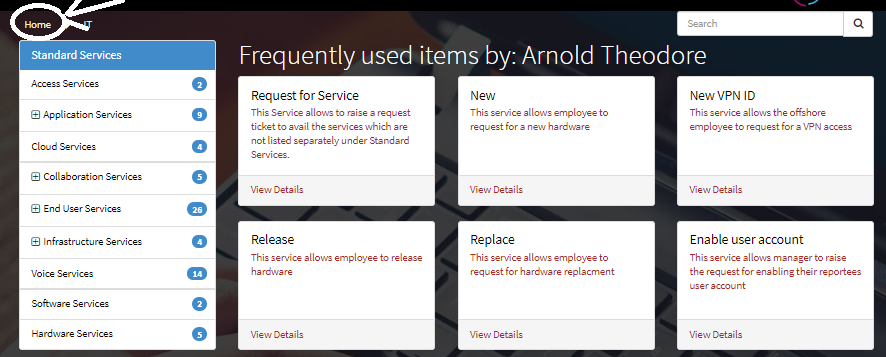 Home
IT
Search
Standard Services
Access Services 2
Application Services 9
Cloud Services 4
Collaboration Services 5
End User Services 26
Infrastructure Services 4
Voice Services 14
Software Services 2
Hardware Services 5
Frequently used items by: Arnold Theodore
Request for Service
This Service allows to raise a request
ticket to avail the services which are
not listed separately under Standard
Services.
View Details
New
This service allows employee to
request for a new hardware
View Details
New VPN ID
This service allows the offshore
employee to request for a VPN access
View Details
Release
This service allows employee to release
hardware
View Details
Replace
This service allows employee to
request for hardware replacment
View Details
Enable user account
This service allows manager to raise
the request for enabling their reportees
user account
View Details